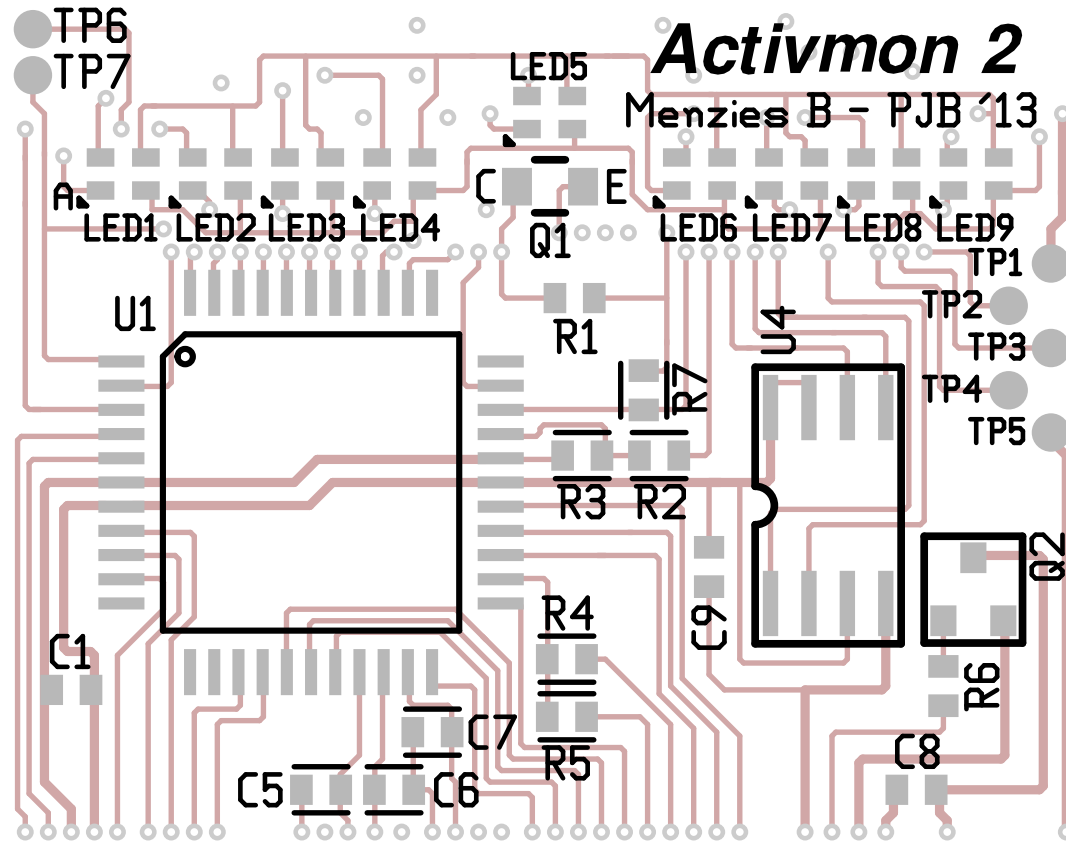 TP6
Activmon 2
TP7
LED5
Menzies B - PJB '13
A
C
E
LED1
LED2
LED3
LED4
Q1
LED6
LED7
LED8
LED9
TP1
U1
TP2
R1
U4
TP3
R7
TP4
TP5
R3
R2
Q2
R4
C9
C1
R6
C7
R5
C8
C5
C6